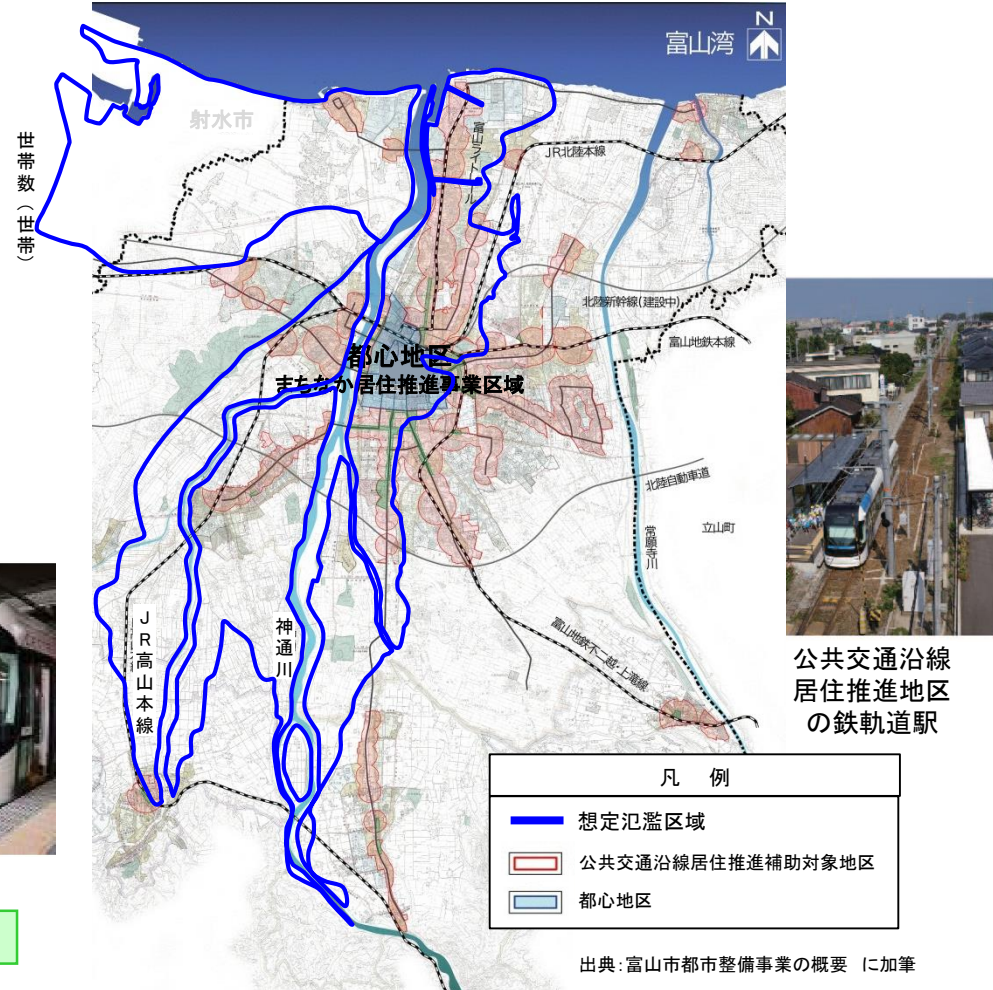 富山湾
N
射水市
世帯数(世帯)
富山ライトレール
JR北陸本線
北陸新幹線(建設中)
富山地鉄本線
都心地区
まちなか居住推進事業区域
北陸自動車道
立山町
常願寺川
富山地鉄不二越・上滝線
JR高山本線
神通川
公共交通沿線
居住推進地区
の鉄軌道駅
凡 例
想定氾濫区域
公共交通沿線居住推進補助対象地区
都心地区
出典:富山市都市整備事業の概要 に加筆